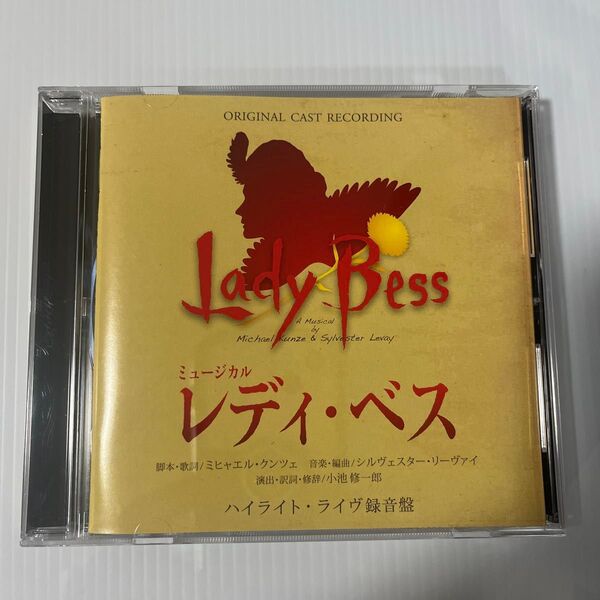 ORIGINAL CAST RECORDING
Lady Bess
A Musical
by
Michael Kunze & Sylvester Levay
ミュージカル
レディ・ベス
脚本・歌詞/ミヒャエル・クンツェ 音楽・編曲/シルヴェスター・リーヴァイ
演出・訳詞・修辞/小池修一郎
ハイライト・ライヴ録音盤